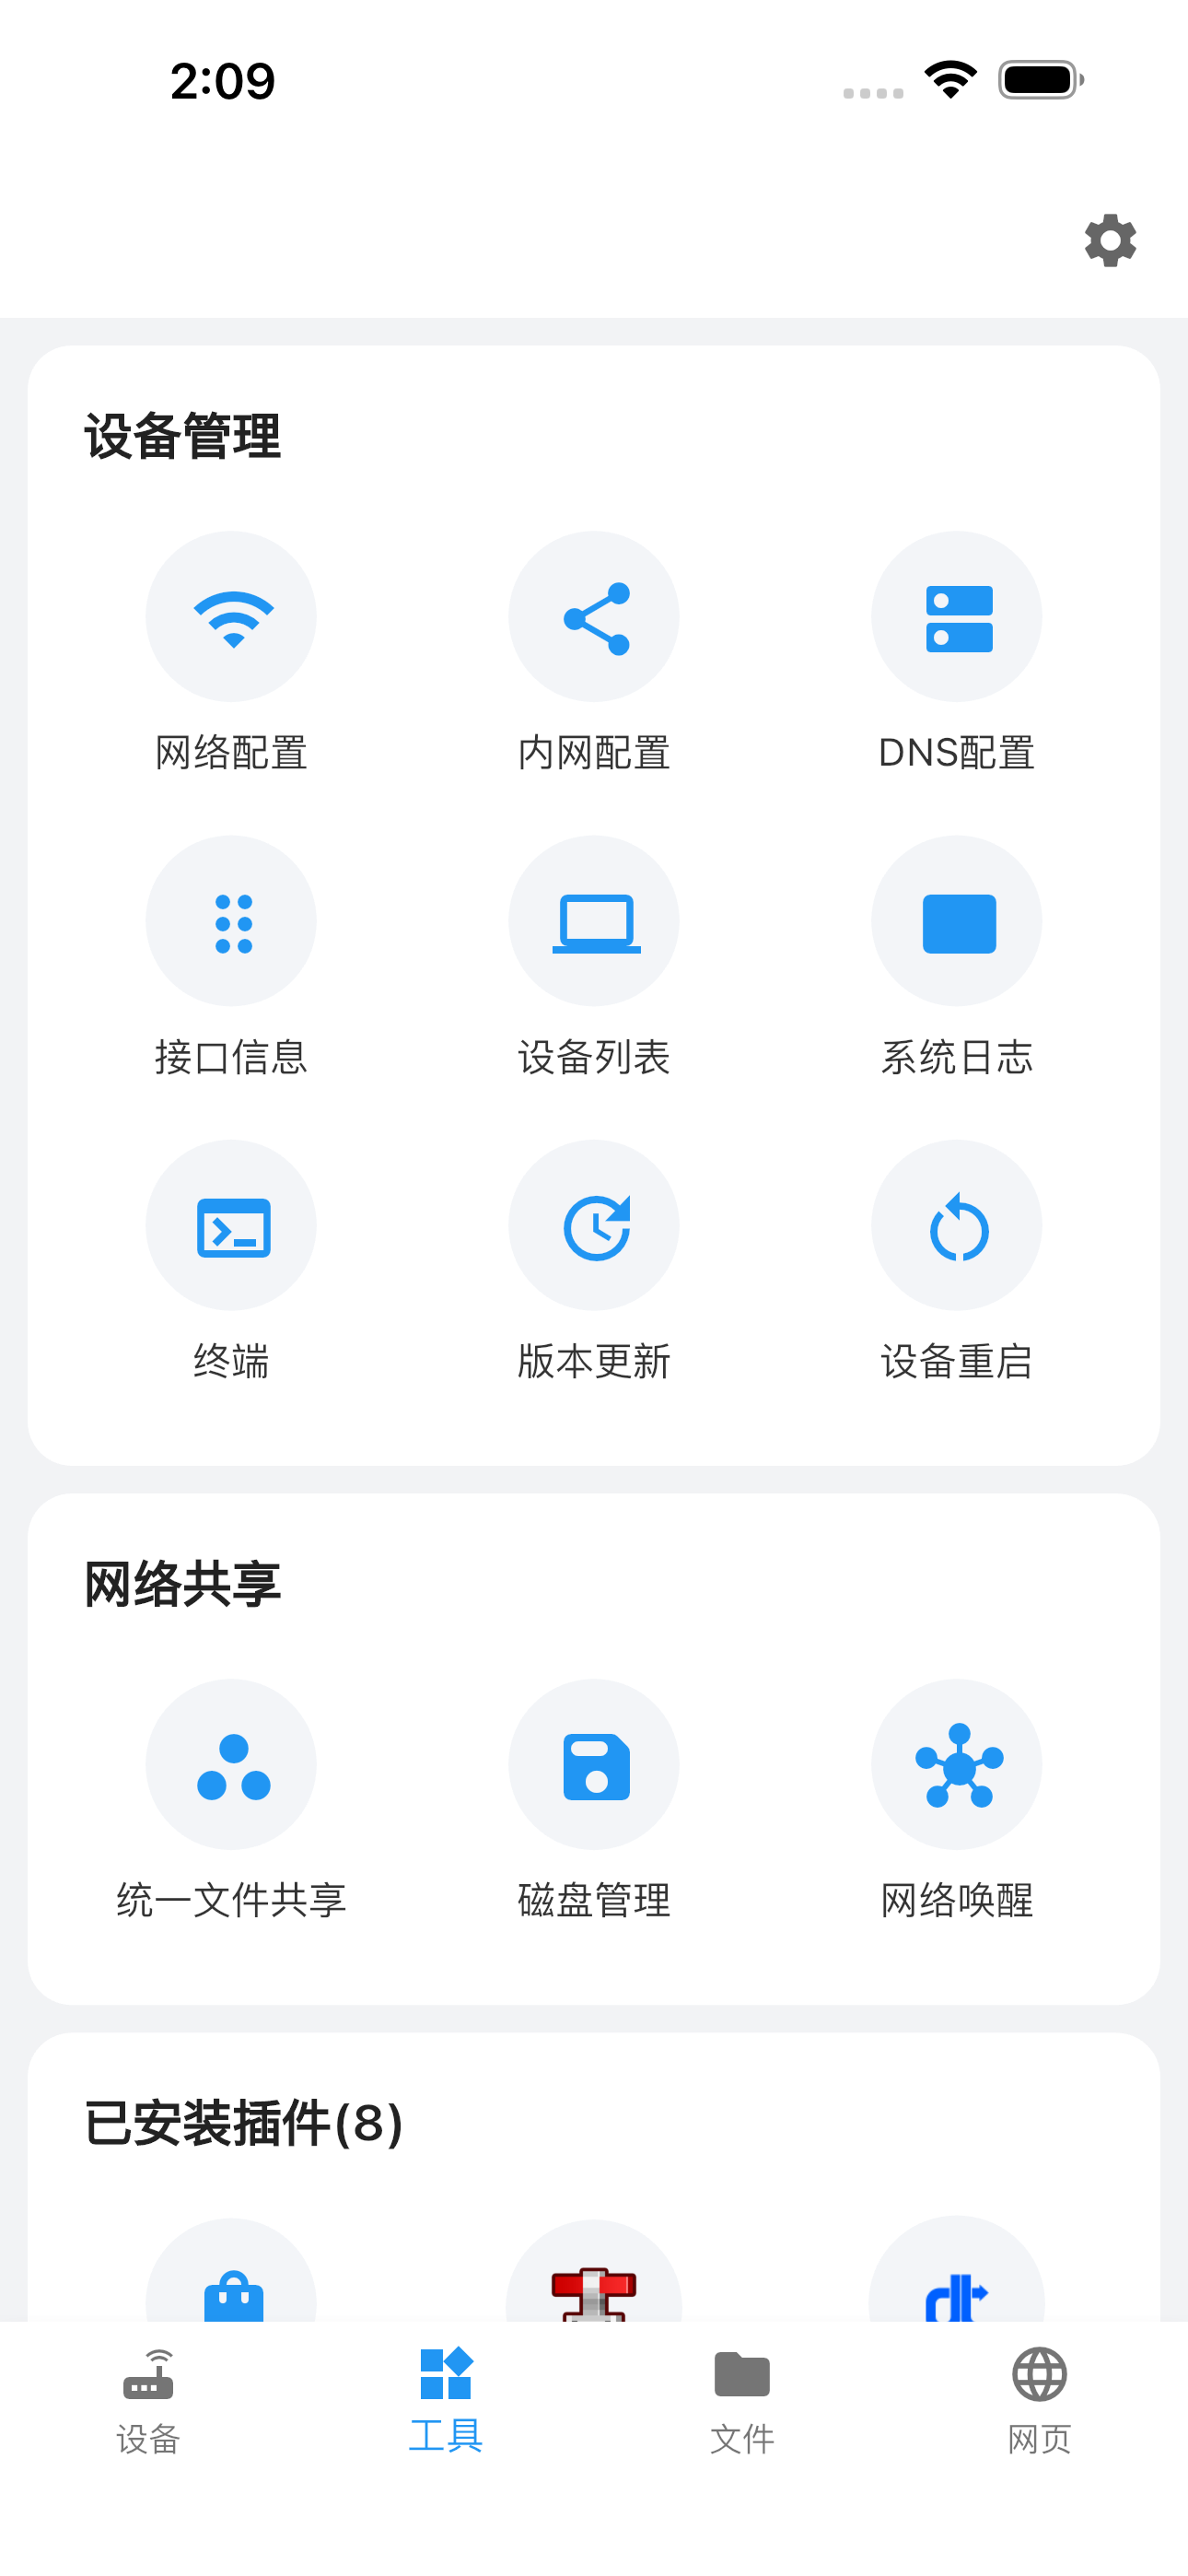 2:09
设备管理
网络配置
内网配置
DNS配置
接口信息
设备列表
系统日志
终端
版本更新
设备重启
网络共享
统一文件共享
磁盘管理
网络唤醒
已安装插件(8)
设备
工具
文件
网页